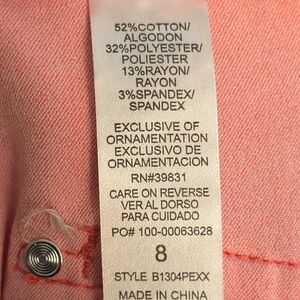 52%COTTON/
ALGODON
32%POLYESTER/
POLIESTER
13%RAYON/
RAYON
3%SPANDEX/
SPANDEX
EXCLUSIVE OF
ORNAMENTATION
EXCLUSIVO DE
ORNAMENTACION
RN#39831
CARE ON REVERSE
VER AL DORSO
PARA CUIDADO
PO# 100-00063628
8
STYLE B1304PEXX
MADE IN CHINA